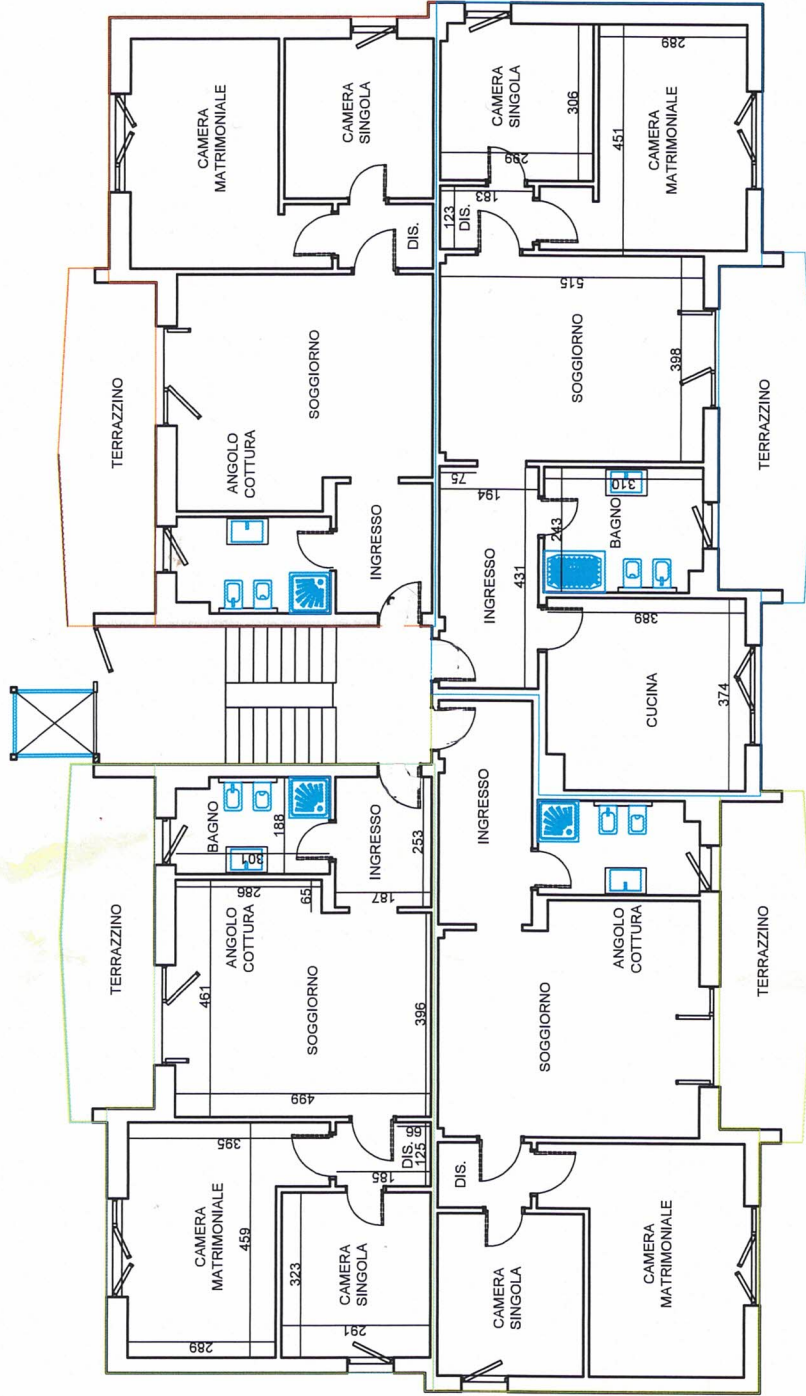 CAMERA
MATRIMONIALE
CAMERA
SINGOLA
DIS.
TERRAZZINO
SOGGIORNO
ANGOLO
COTTURA
INGRESSO
CAMERA
SINGOLA
306
299
289
CAMERA
MATRIMONIALE
451
123
183
DIS.
515
SOGGIORNO
398
TERRAZZINO
75
194
INGRESSO
431
310
243
BAGNO
389
CUCINA
374
TERRAZZINO
BAGNO
188
301
INGRESSO
253
187
286
65
ANGOLO
COTTURA
461
SOGGIORNO
396
499
395
CAMERA
MATRIMONIALE
459
289
DIS.
99
125
185
323
CAMERA
SINGOLA
291
INGRESSO
ANGOLO
COTTURA
SOGGIORNO
TERRAZZINO
DIS.
CAMERA
SINGOLA
CAMERA
MATRIMONIALE